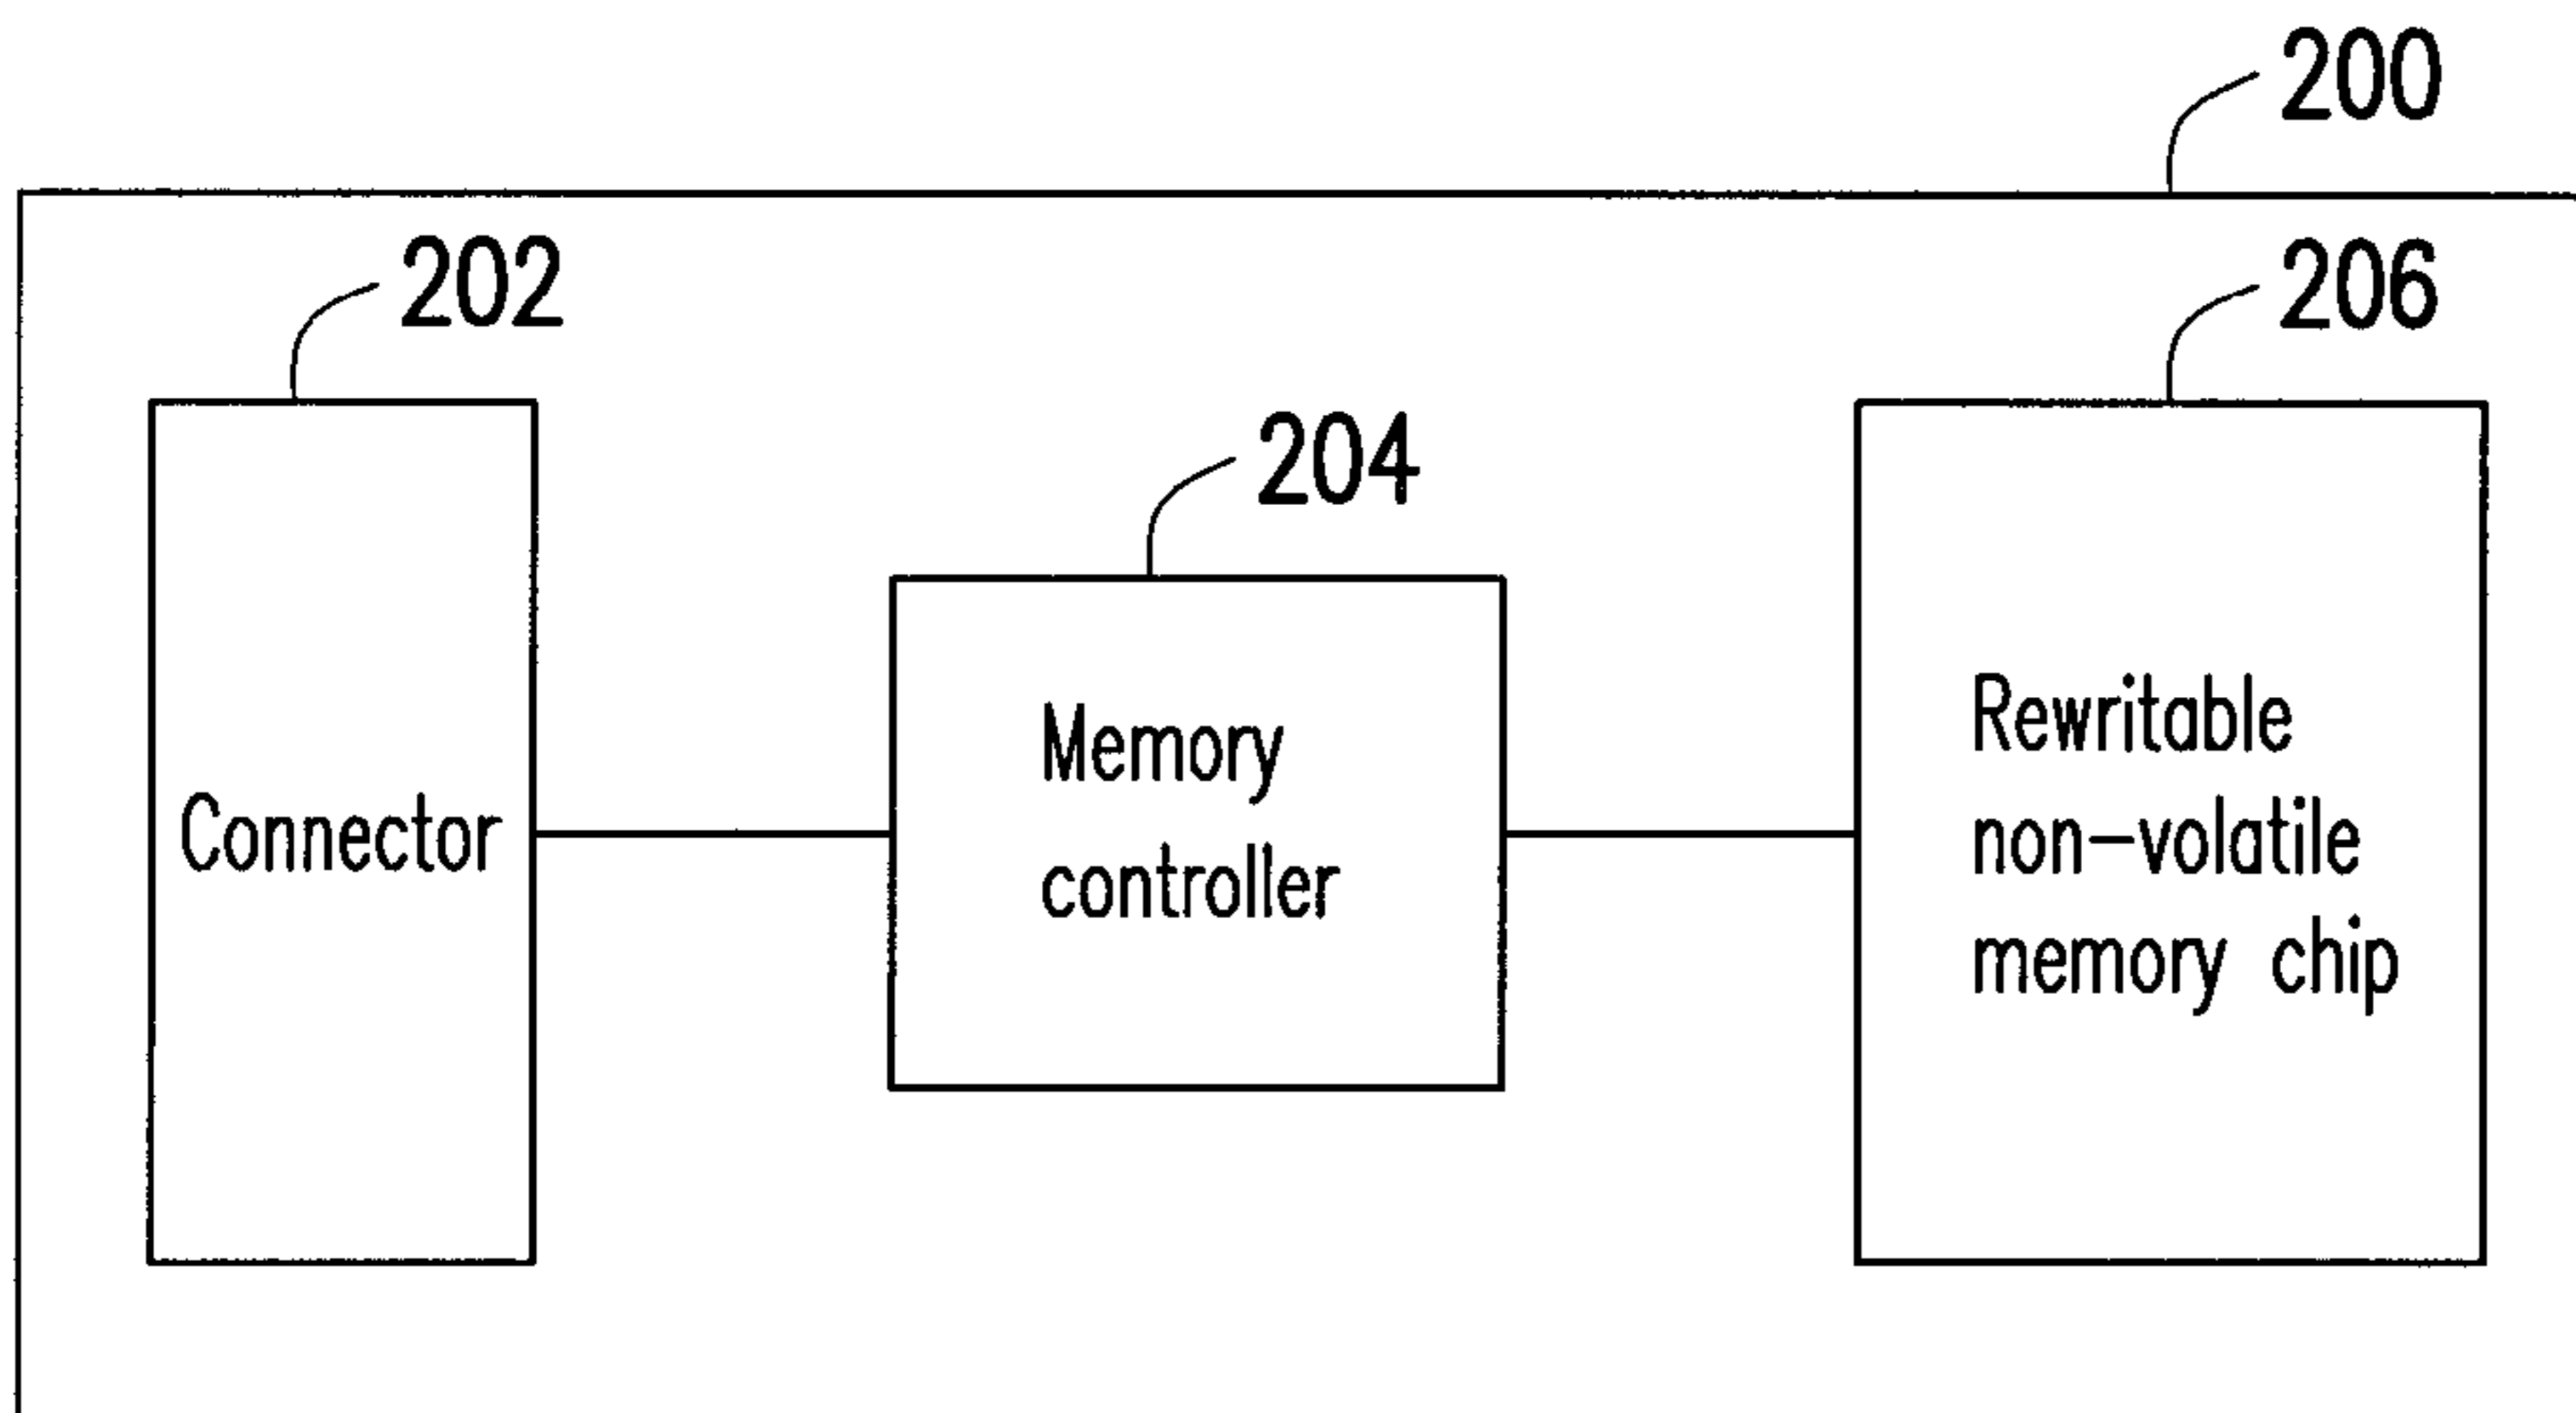 200
202
206
204
Connector
Memory
controller
Rewritable
non-volatile
memory chip